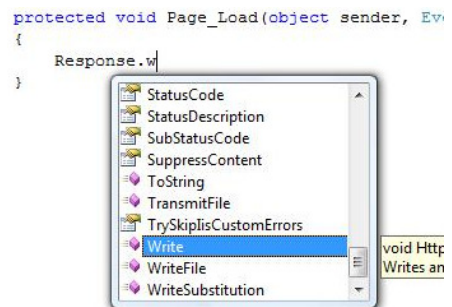 protected void Page_Load(object sender, Ev
{
Response.w
}
StatusCode
StatusDescription
SubStatusCode
SuppressContent
ToString
TransmitFile
TrySkipIisCustomErrors
Write
void Http
WriteFile
Writes an
WriteSubstitution